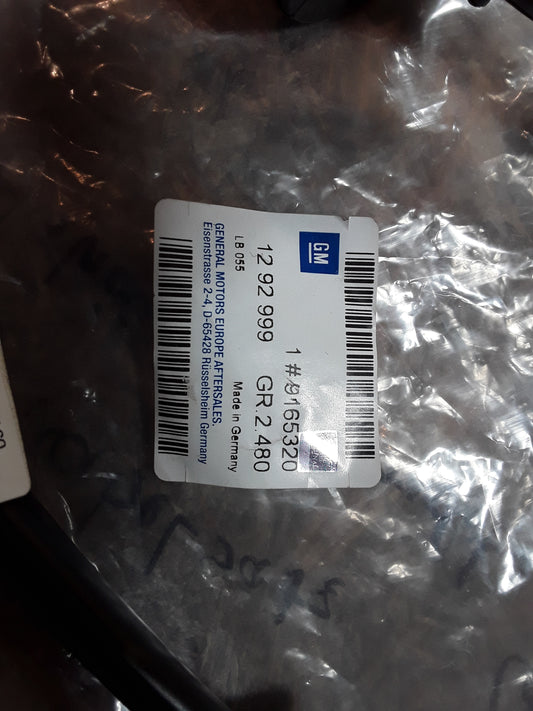 GM
1 # 9165320
12 92 999 GR.2.480
LB 055 Made in Germany
GENERAL MOTORS EUROPE AFTERSALES.
Eisenstrasse 2-4, D-65428 Rüsselsheim Germany